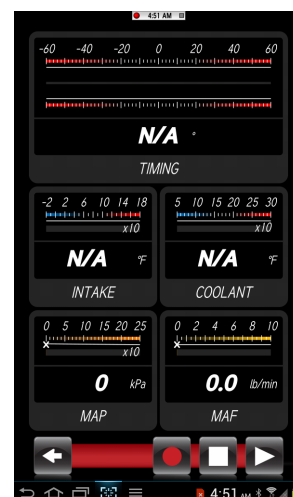 4:51 AM
-60 -40 -20 0 20 40 60
N/A °
TIMING
-2 2 6 10 14 18
x10
N/A °F
INTAKE
5 10 15 20 25 30
x10
N/A °F
COOLANT
0 5 10 15 20 25
x10
0 kPa
MAP
0 2 4 6 8 10
0.0 lb/min
MAF
4:51 AM